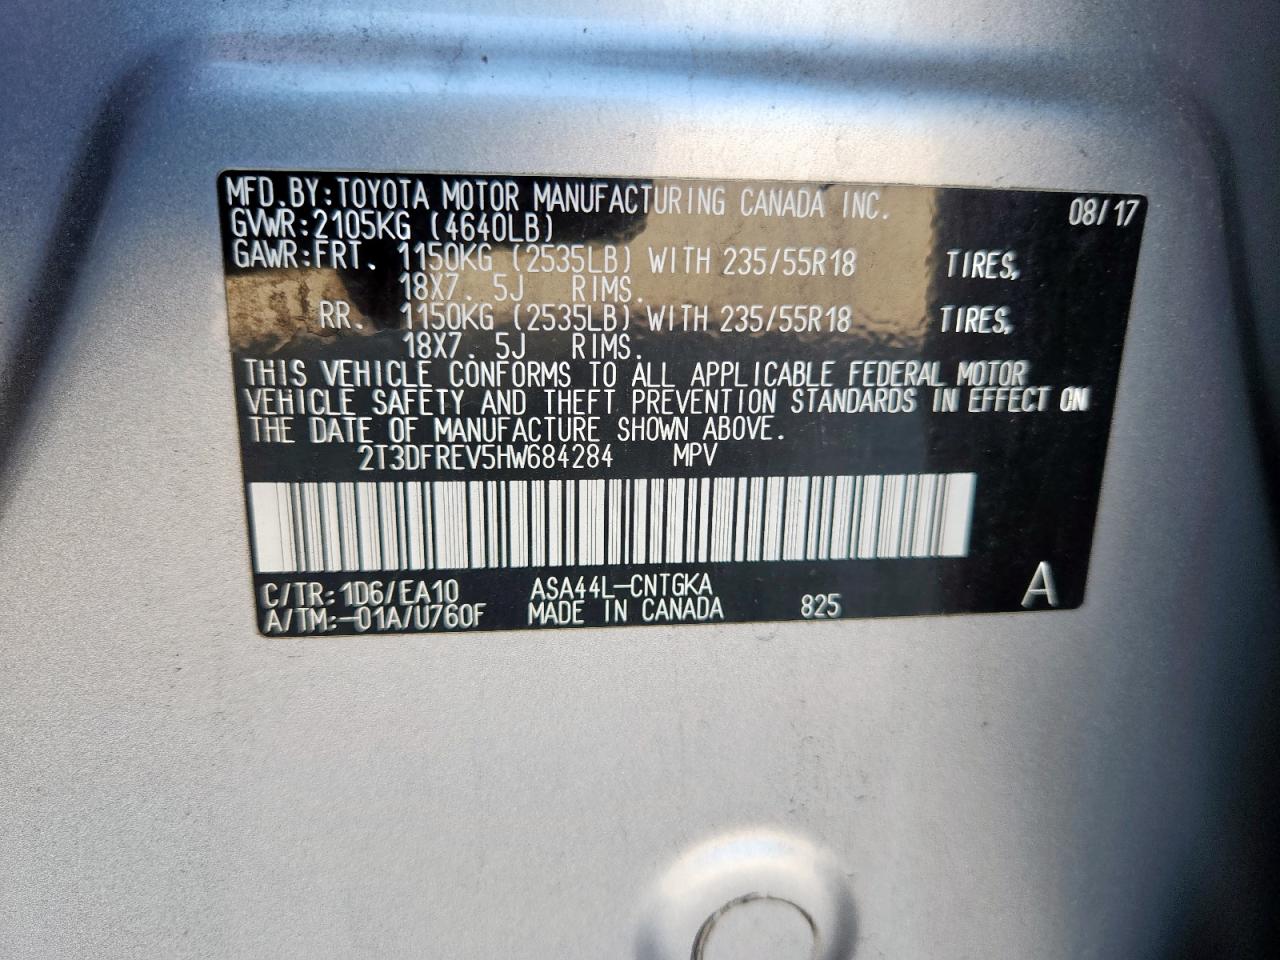 MFD.BY:TOYOTA MOTOR MANUFACTURING CANADA INC. 08/17
GVWR:2105KG (4640LB)
GAWR:FRT. 1150KG (2535LB) WITH 235/55R18 TIRES,
18X7. 5J RIMS.
RR. 1150KG (2535LB) WITH 235/55R18 TIRES,
18X7. 5J RIMS.
THIS VEHICLE CONFORMS TO ALL APPLICABLE FEDERAL MOTOR
VEHICLE SAFETY AND THEFT PREVENTION STANDARDS IN EFFECT ON
THE DATE OF MANUFACTURE SHOWN ABOVE.
2T3DFREV5HW684284 MPV
C/TR:1D6/EA10 ASA44L-CNTGKA A
A/TM:-01A/U760F MADE IN CANADA 825